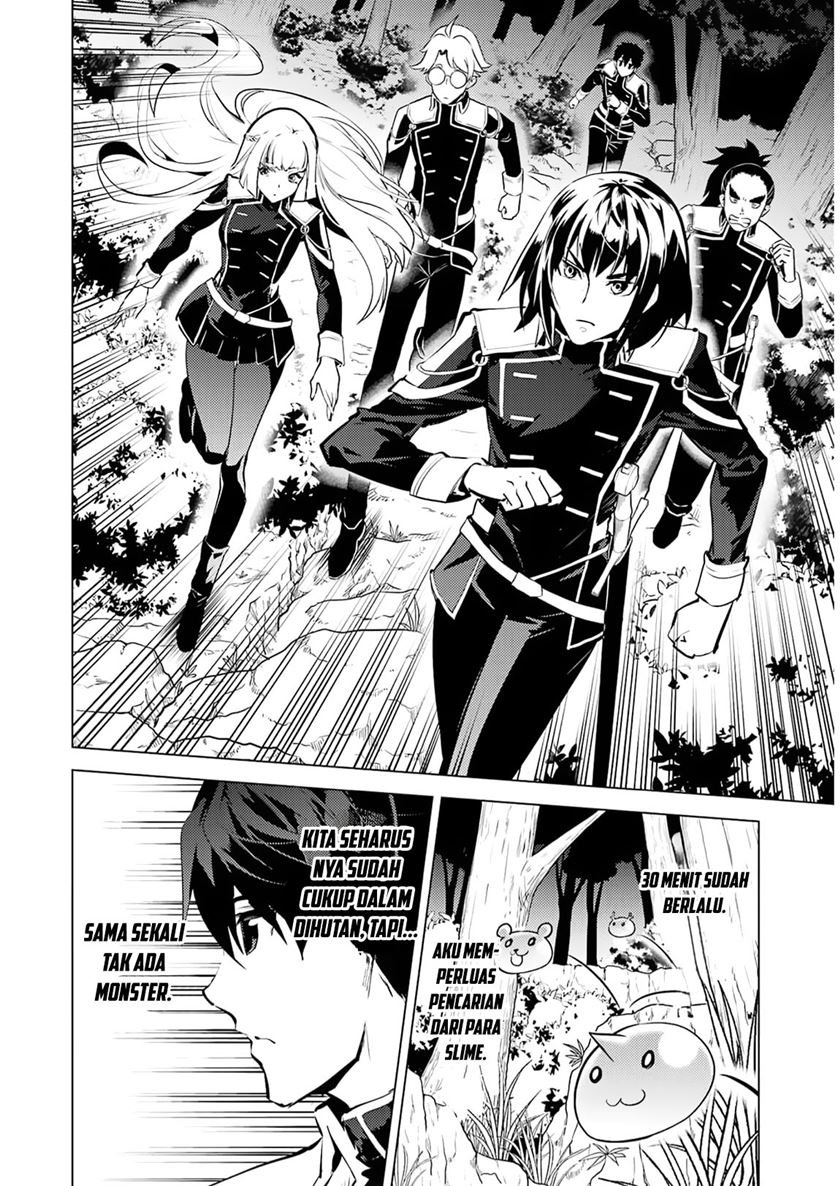 30 MENIT SUDAH
BERLALU.
AKU MEM-
PERLUAS
PENCARIAN
DARI PARA
SLIME.
KITA SEHARUS
NYA SUDAH
CUKUP DALAM
DIHUTAN, TAPI...
SAMA SEKALI
TAK ADA
MONSTER.